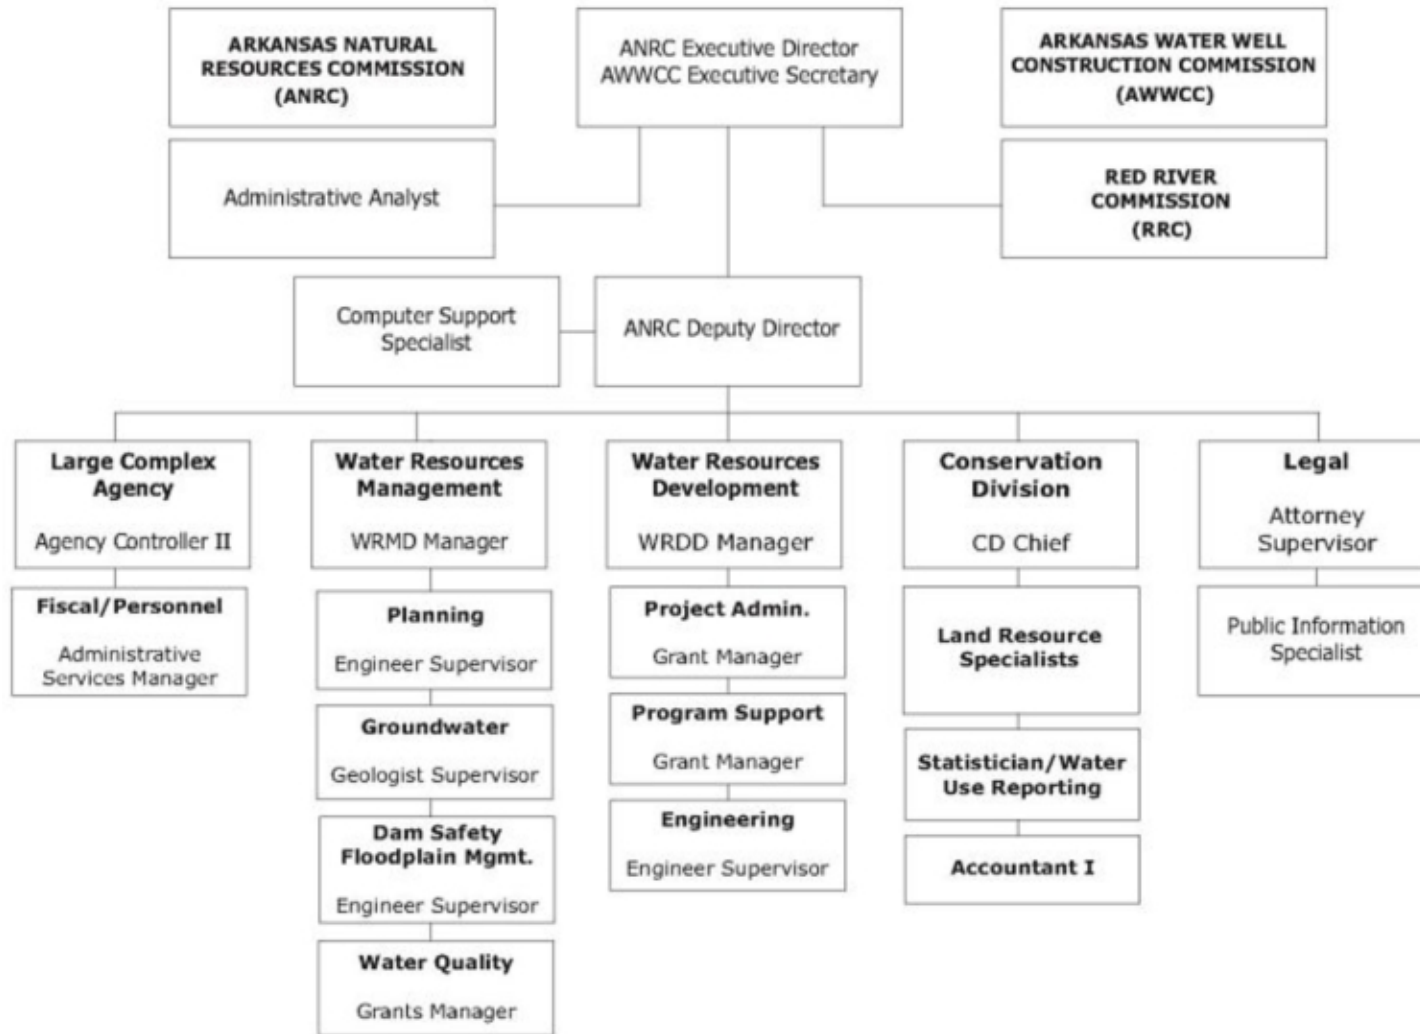 ARKANSAS NATURAL
RESOURCES COMMISSION
(ANRC)
ANRC Executive Director
AWWCC Executive Secretary
ARKANSAS WATER WELL
CONSTRUCTION COMMISSION
(AWWCC)
Administrative Analyst
RED RIVER
COMMISSION
(RRC)
Computer Support
Specialist
ANRC Deputy Director
Large Complex
Agency
Agency Controller II
Water Resources
Management
WRMD Manager
Water Resources
Development
WRDD Manager
Conservation
Division
CD Chief
Legal
Attorney
Supervisor
Fiscal/Personnel
Administrative
Services Manager
Planning
Engineer Supervisor
Project Admin.
Grant Manager
Land Resource
Specialists
Public Information
Specialist
Groundwater
Geologist Supervisor
Program Support
Grant Manager
Statistician/Water
Use Reporting
Dam Safety
Floodplain Mgmt.
Engineer Supervisor
Engineering
Engineer Supervisor
Accountant I
Water Quality
Grants Manager